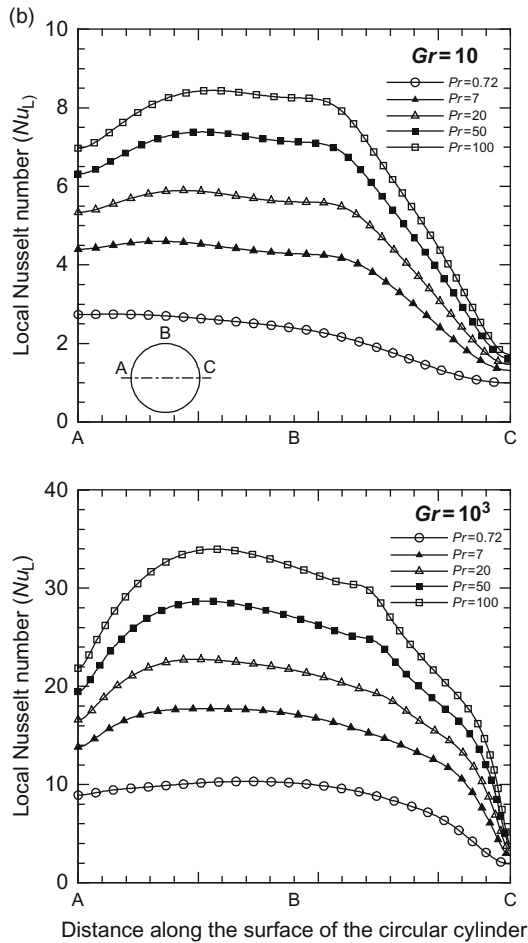 (b)
Gr=10
Pr=0.72
Pr=7
Pr=20
Pr=50
Pr=100
Local Nusselt number (NuL)
10
8
6
4
2
0
B
A
C
A
B
C
Gr=10³
Pr=0.72
Pr=7
Pr=20
Pr=50
Pr=100
Local Nusselt number (NuL)
40
30
20
10
0
A
B
C
Distance along the surface of the circular cylinder